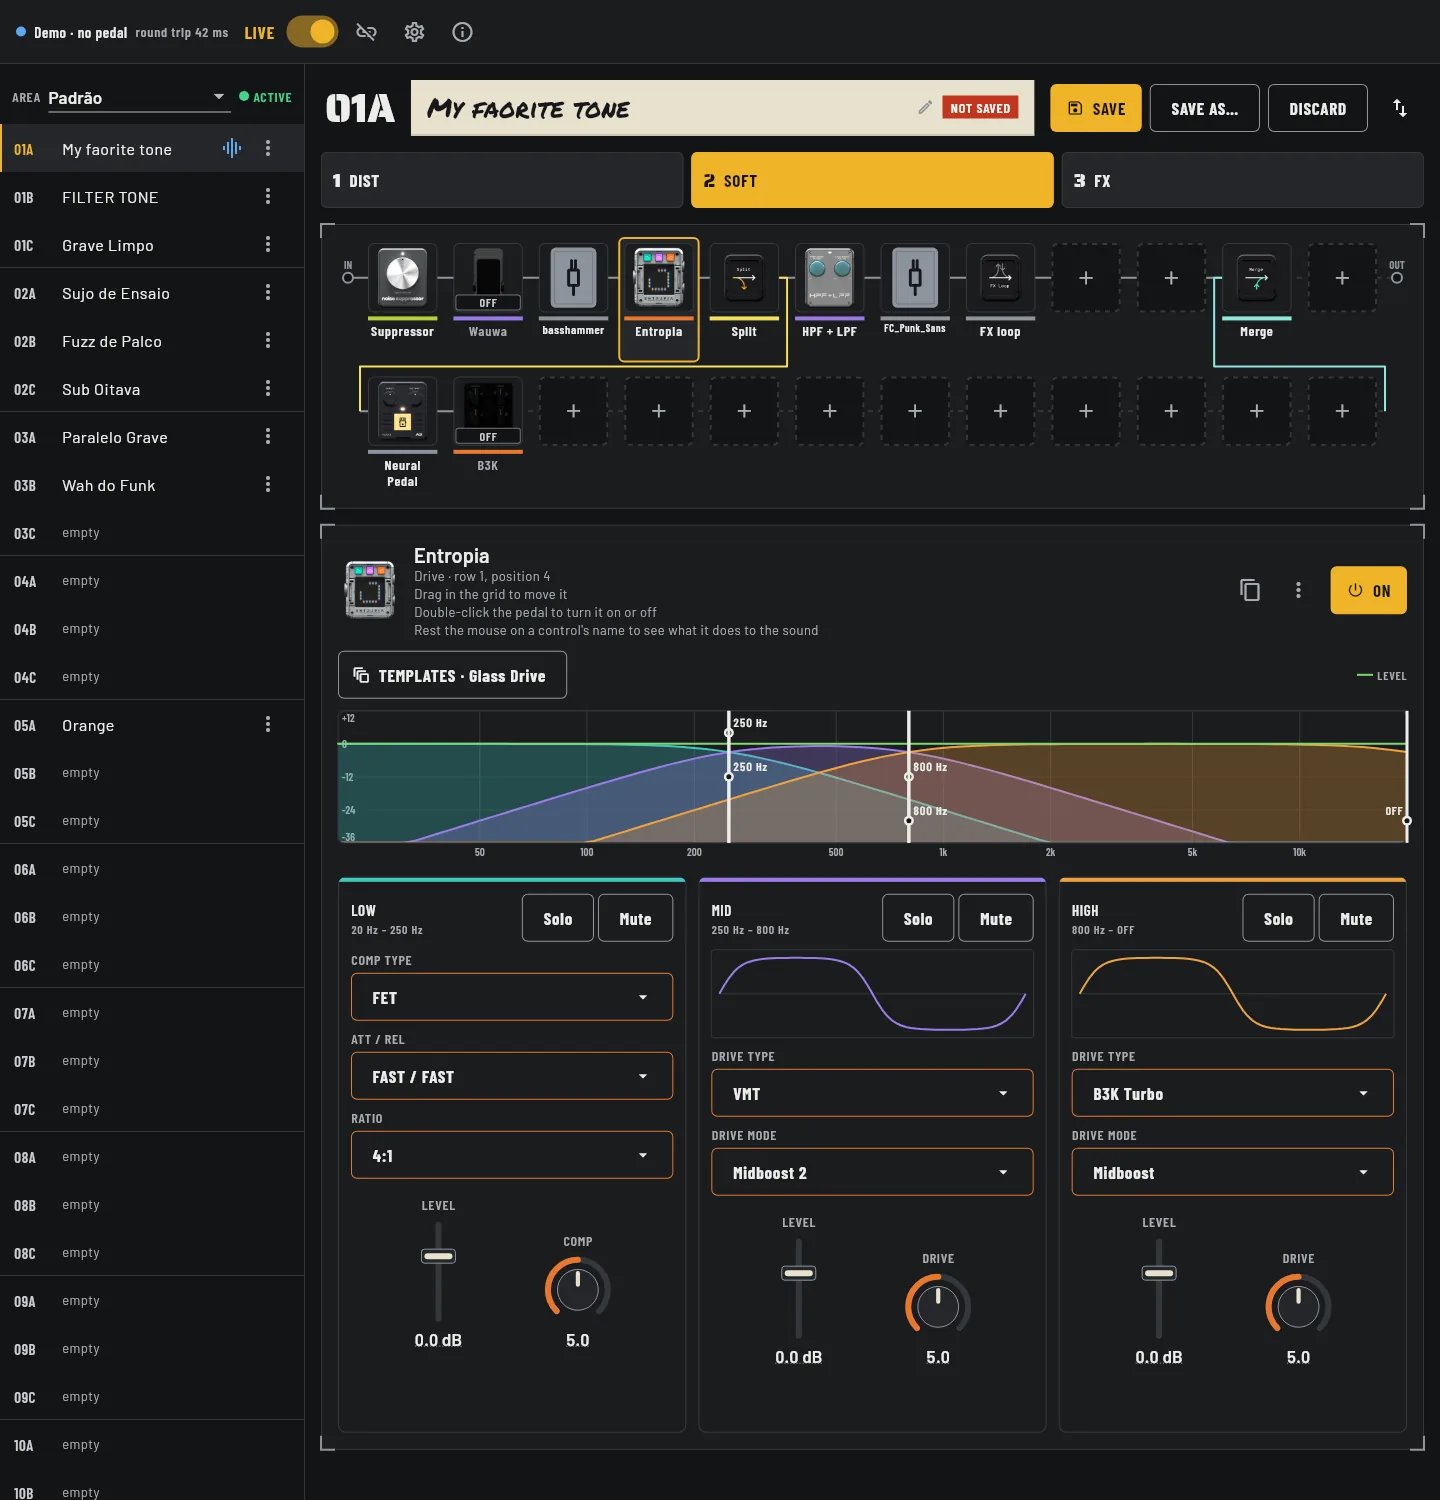 Demo · no pedal round trip 42 ms LIVE
AREA Padrão ACTIVE
01A My faorite tone
01B FILTER TONE
01C Grave Limpo
02A Sujo de Ensaio
02B Fuzz de Palco
02C Sub Oitava
03A Paralelo Grave
03B Wah do Funk
03C empty
04A empty
04B empty
04C empty
05A Orange
05B empty
05C empty
06A empty
06B empty
06C empty
07A empty
07B empty
07C empty
08A empty
08B empty
08C empty
09A empty
09B empty
09C empty
10A empty
10B empty
01A My faorite tone NOT SAVED SAVE SAVE AS... DISCARD
1 DIST 2 SOFT 3 FX
IN OUT
noise suppressor OFF ENTROPIA Split HPF+LPF FX Loop Merge
Suppressor Wauwa basshammer Entropia Split HPF + LPF FC_Punk_Sans FX loop Merge
OFF
Neural Pedal B3K
Entropia
Drive · row 1, position 4
Drag in the grid to move it
Double-click the pedal to turn it on or off
Rest the mouse on a control's name to see what it does to the sound
ON
TEMPLATES · Glass Drive LEVEL
+12
0
-12
-24
-36
250 Hz
250 Hz 800 Hz
800 Hz OFF
50 100 200 500 1k 2k 5k 10k
LOW
20 Hz – 250 Hz
Solo Mute
COMP TYPE
FET
ATT / REL
FAST / FAST
RATIO
4:1
LEVEL COMP
0.0 dB 5.0
MID
250 Hz – 800 Hz
Solo Mute
DRIVE TYPE
VMT
DRIVE MODE
Midboost 2
LEVEL DRIVE
0.0 dB 5.0
HIGH
800 Hz – OFF
Solo Mute
DRIVE TYPE
B3K Turbo
DRIVE MODE
Midboost
LEVEL DRIVE
0.0 dB 5.0